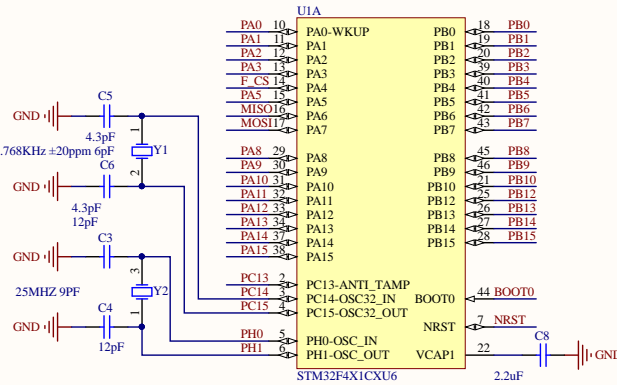 U1A
PA0 10 PA0-WKUP PB0 18 PB0
PA1 11 PA1 PB1 19 PB1
PA2 12 PA2 PB2 20 PB2
PA3 13 PA3 PB3 39 PB3
F_CS 14 PA4 PB4 40 PB4
PA5 15 PA5 PB5 41 PB5
MISO 16 PA6 PB6 42 PB6
MOSI 17 PA7 PB7 43 PB7
PA8 29 PA8 PB8 45 PB8
PA9 30 PA9 PB9 46 PB9
PA10 31 PA10 PB10 21 PB10
PA11 32 PA11 PB12 25 PB12
PA12 33 PA12 PB13 26 PB13
PA13 34 PA13 PB14 27 PB14
PA14 37 PA14 PB15 28 PB15
PA15 38 PA15
PC13 2 PC13-ANTI_TAMP
PC14 3 PC14-OSC32_IN BOOT0 44 BOOT0
PC15 4 PC15-OSC32_OUT
NRST 7 NRST
PH0 5 PH0-OSC_IN
PH1 6 PH1-OSC_OUT VCAP1 22
STM32F4X1CXU6
C8
GND
2.2uF
C5
GND
4.3pF
1
.768KHz ±20ppm 6pF Y1
2
C6
GND
4.3pF
12pF
C3
GND
3
25MHZ 9PF Y2
1
C4
GND
12pF